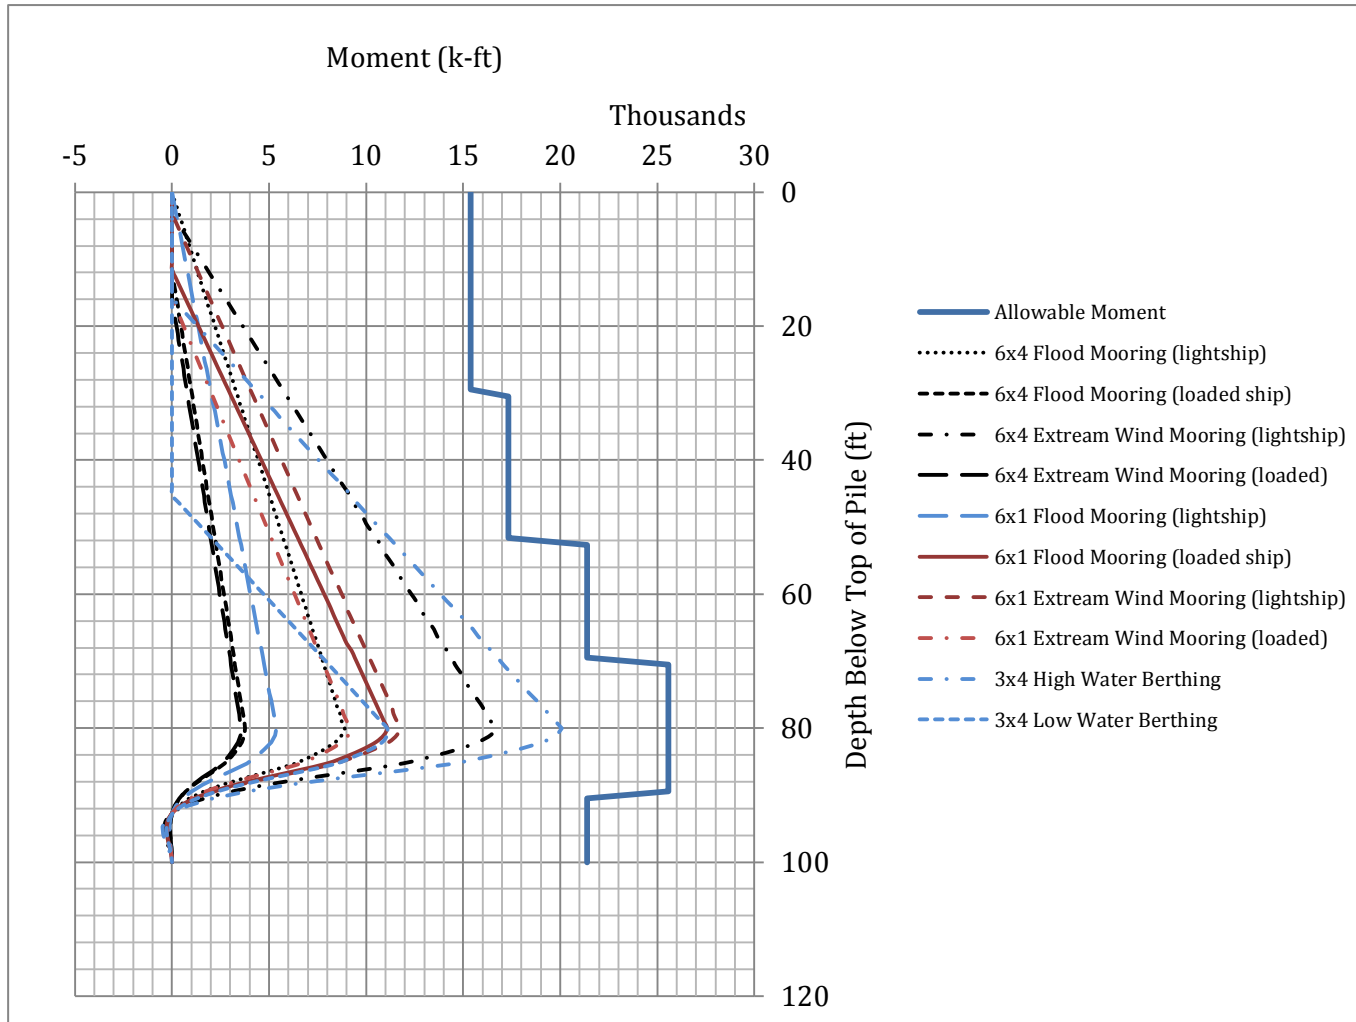 Moment (k-ft)
Thousands
-5 0 5 10 15 20 25 30
0
20
40
60
80
100
120
Depth Below Top of Pile (ft)
Allowable Moment
6x4 Flood Mooring (lightship)
6x4 Flood Mooring (loaded ship)
6x4 Extream Wind Mooring (lightship)
6x4 Extream Wind Mooring (loaded)
6x1 Flood Mooring (lightship)
6x1 Flood Mooring (loaded ship)
6x1 Extream Wind Mooring (lightship)
6x1 Extream Wind Mooring (loaded)
3x4 High Water Berthing
3x4 Low Water Berthing